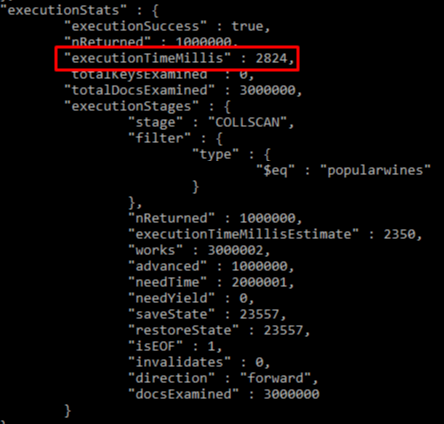 "executionStats" : {
"executionSuccess" : true,
"nReturned" : 1000000,
"executionTimeMillis" : 2824,
"totalKeysExamined" : 0,
"totalDocsExamined" : 3000000,
"executionStages" : {
"stage" : "COLLSCAN",
"filter" : {
"type" : {
"$eq" : "popularwines"
}
},
"nReturned" : 1000000,
"executionTimeMillisEstimate" : 2350,
"works" : 3000002,
"advanced" : 1000000,
"needTime" : 2000001,
"needYield" : 0,
"saveState" : 23557,
"restoreState" : 23557,
"isEOF" : 1,
"invalidates" : 0,
"direction" : "forward",
"docsExamined" : 3000000
}